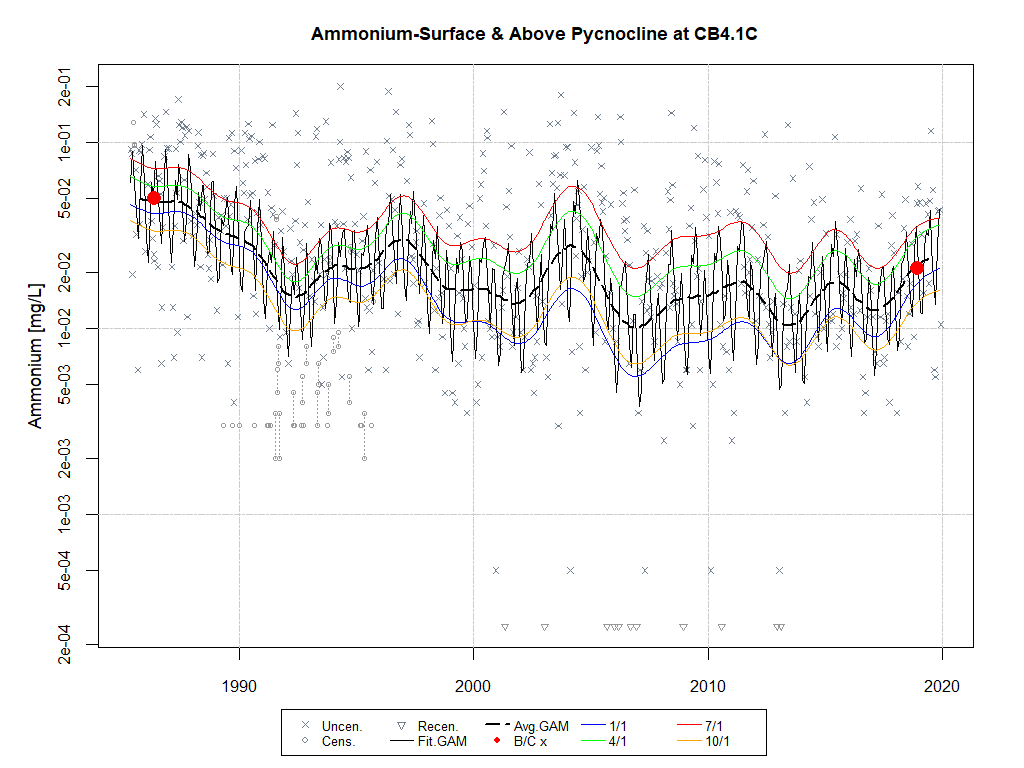 Ammonium-Surface & Above Pycnocline at CB4.1C
Ammonium [mg/L]
2e-01
1e-01
5e-02
2e-02
1e-02
5e-03
2e-03
1e-03
5e-04
2e-04
1990 2000 2010 2020
Uncen. Recen. Avg.GAM 1/1 7/1
Cens. Fit.GAM B/C x 4/1 10/1